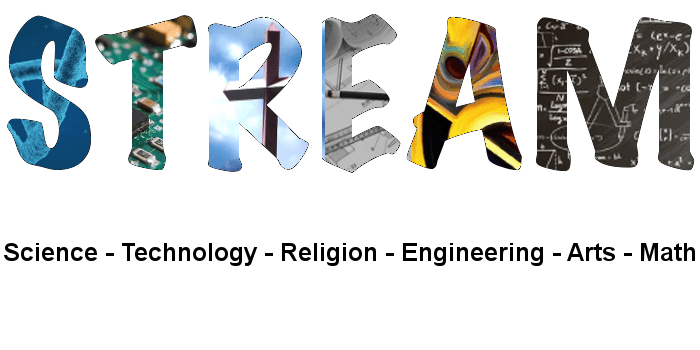 STREAM
Science - Technology - Religion - Engineering - Arts - Math